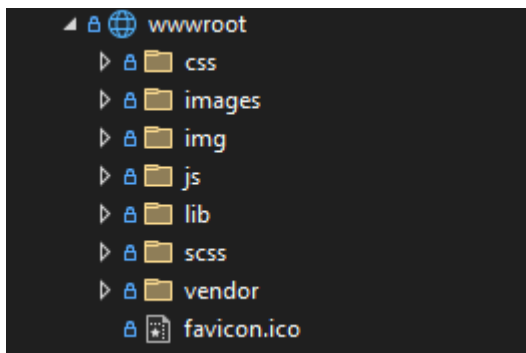 wwwroot
css
images
img
js
lib
scss
vendor
favicon.ico